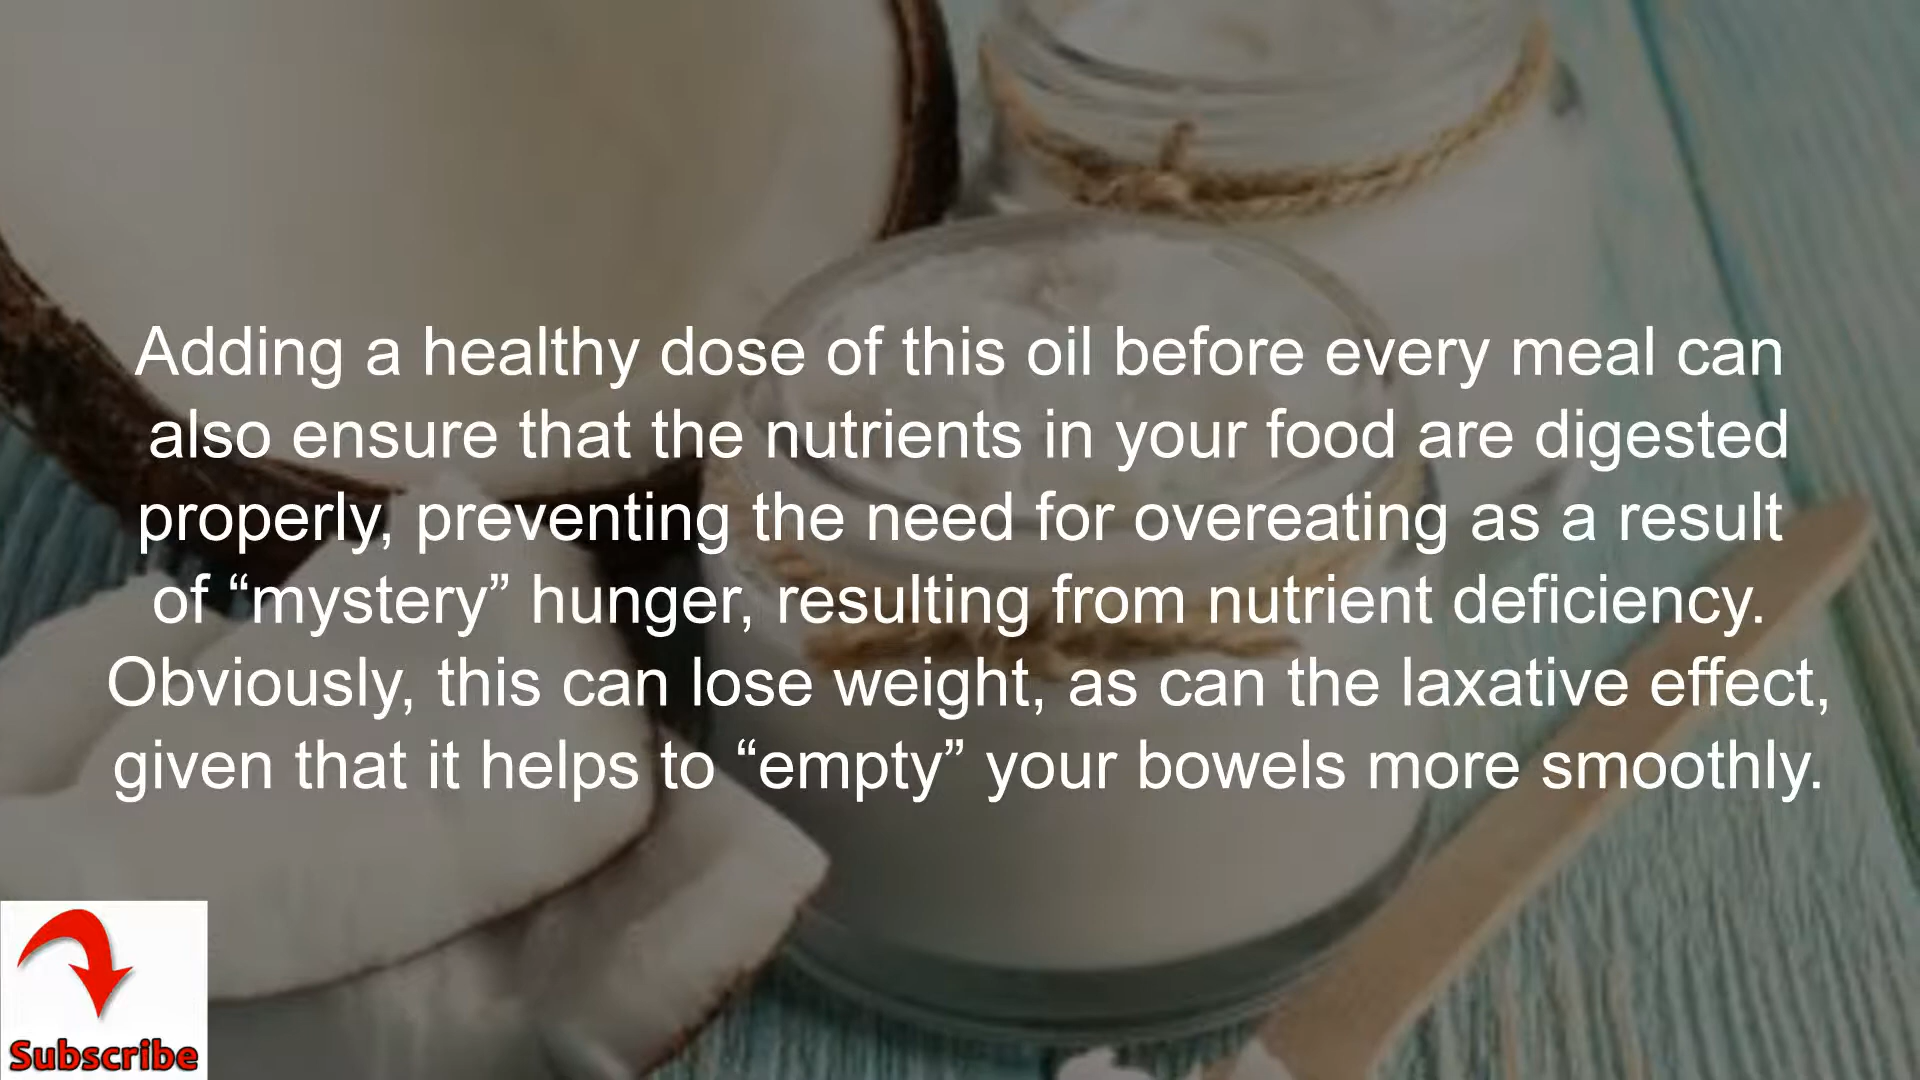 Adding a healthy dose of this oil before every meal can
also ensure that the nutrients in your food are digested
properly, preventing the need for overeating as a result
of “mystery” hunger, resulting from nutrient deficiency.
Obviously, this can lose weight, as can the laxative effect,
given that it helps to “empty” your bowels more smoothly.
Subscribe